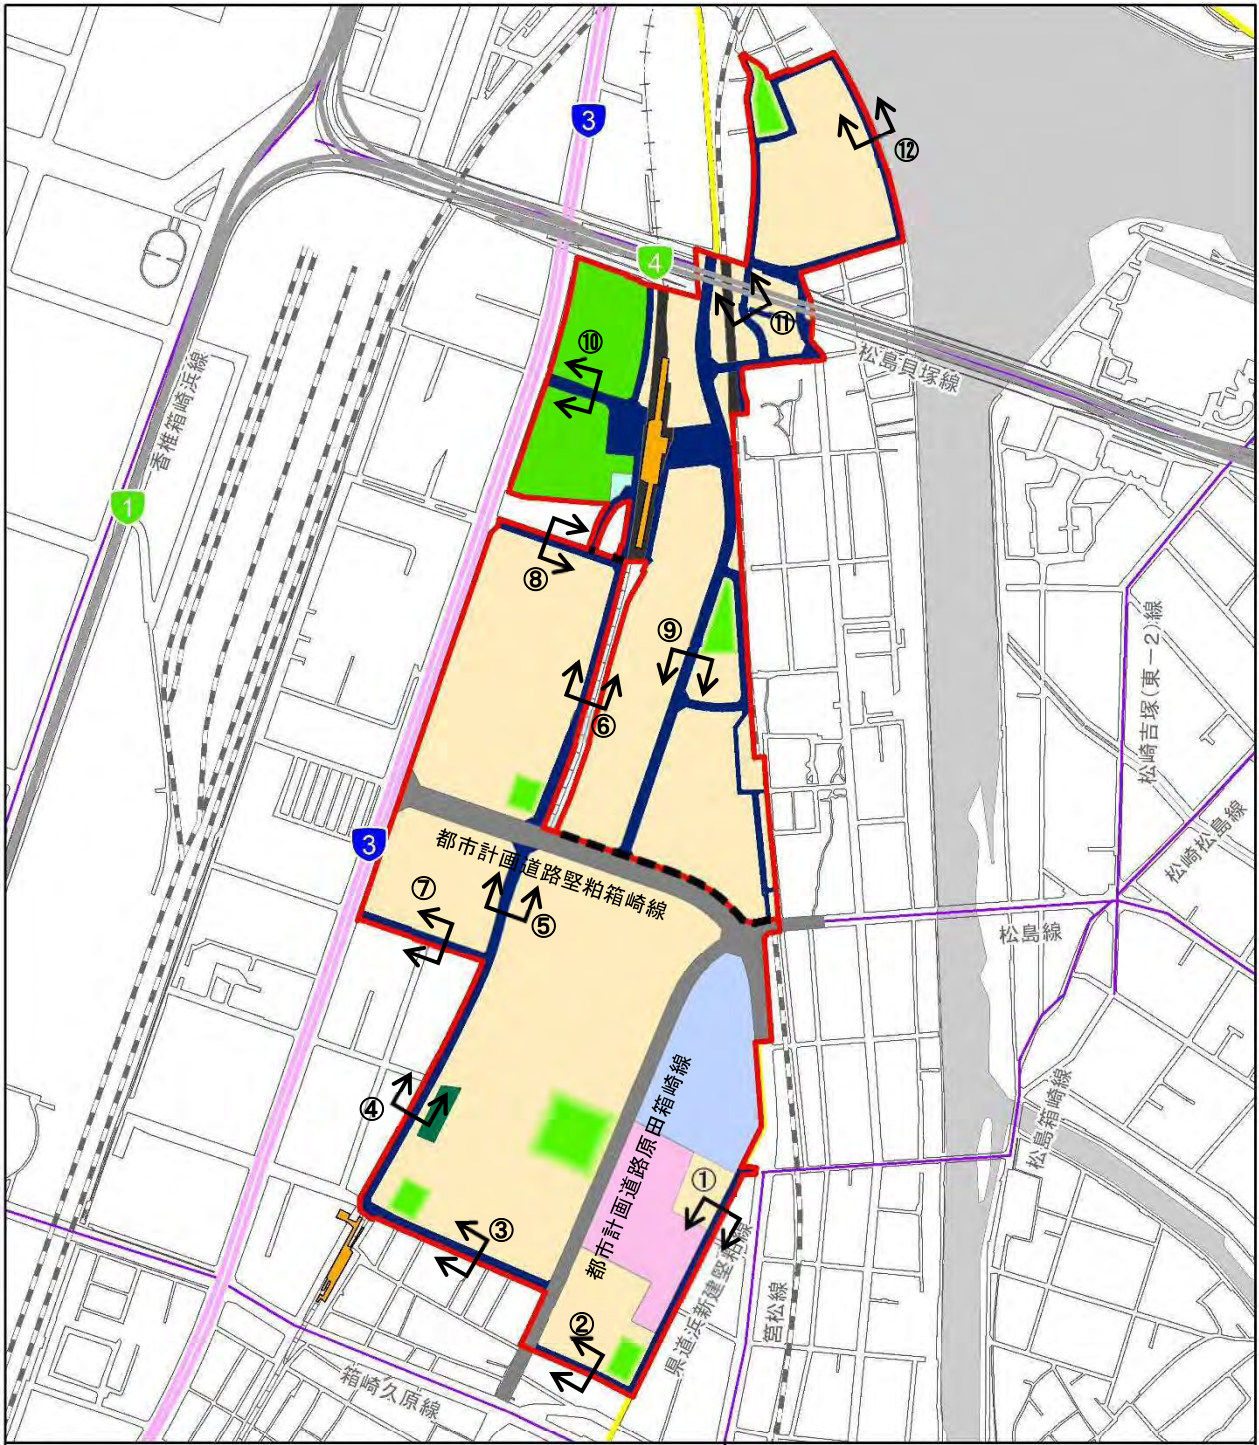 3
⑫
4
⑪
松島貝塚線
⑩
香椎箱崎浜線
1
⑧
⑨
松崎吉塚(東－2)線
⑥
松崎松島線
3
都市計画道路堅粕箱崎線
⑦
⑤
松島線
都市計画道路原田箱崎線
④
松島箱崎線
①
③
県道浜新建堅粕線
②
筥松線
箱崎久原線